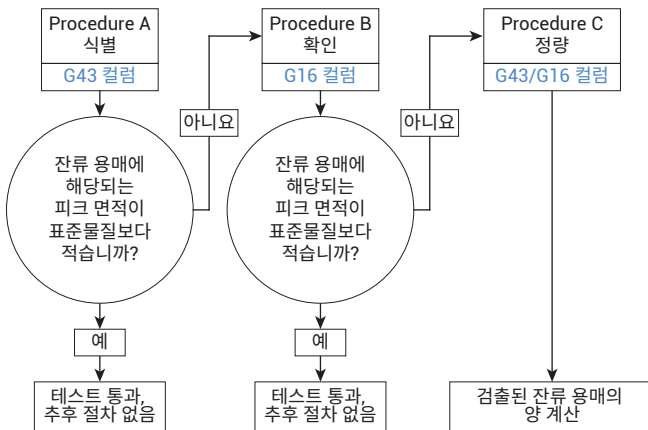 Procedure A
식별
G43 컬럼
잔류 용매에
해당되는
피크 면적이
표준물질보다
적습니까?
예
테스트 통과,
추후 절차 없음
아니요
Procedure B
확인
G16 컬럼
잔류 용매에
해당되는
피크 면적이
표준물질보다
적습니까?
예
테스트 통과,
추후 절차 없음
아니요
Procedure C
정량
G43/G16 컬럼
검출된 잔류 용매의
양 계산